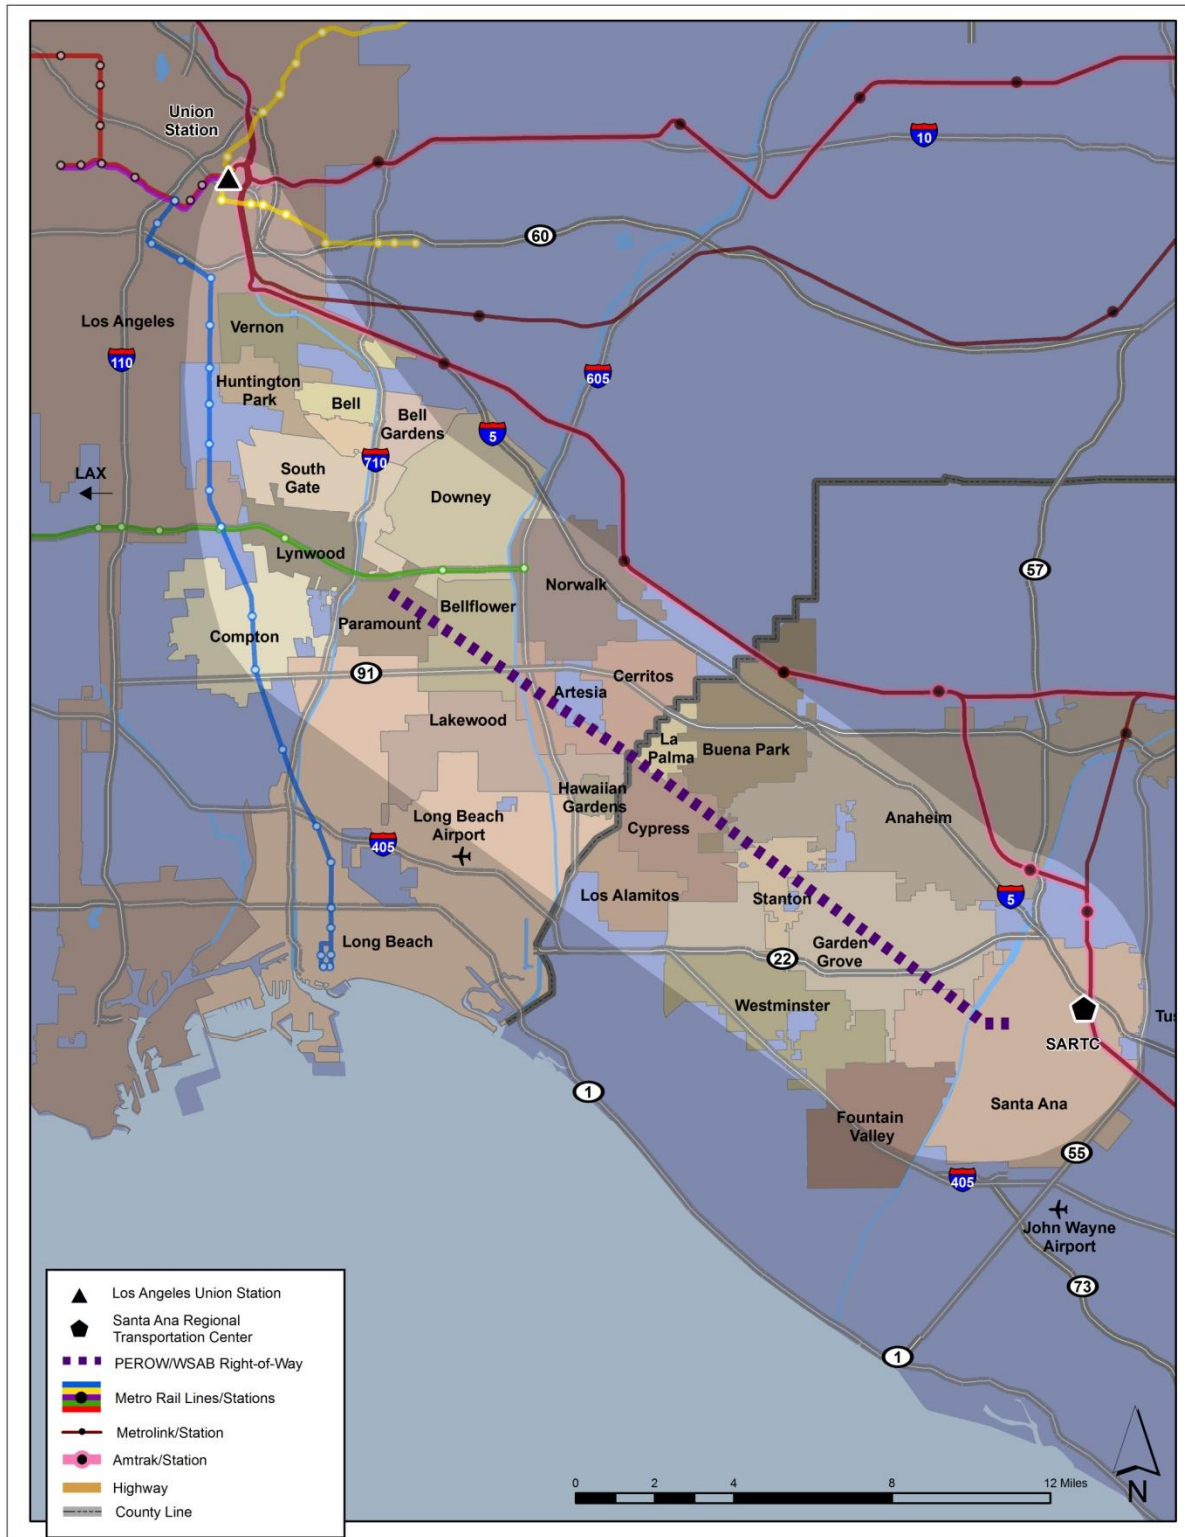 Union
Station
10
60
Los Angeles
Vernon
110
605
Huntington
Park
Bell
Bell
Gardens
5
710
LAX
South
Gate
Downey
Lynwood
57
Norwalk
Bellflower
Paramount
Compton
91
Cerritos
Artesia
Lakewood
La
Palma
Buena Park
Hawaiian
Gardens
Long Beach
Airport
Cypress
Anaheim
405
Los Alamitos
Stanton
5
Long Beach
Garden
Grove
22
Westminster
Tus
SARTC
1
Santa Ana
Fountain
Valley
55
405
John Wayne
Airport
73
1
Los Angeles Union Station
Santa Ana Regional
Transportation Center
PEROW/WSAB Right-of-Way
Metro Rail Lines/Stations
Metrolink/Station
Amtrak/Station
Highway
County Line
0 2 4 8 12 Miles
N